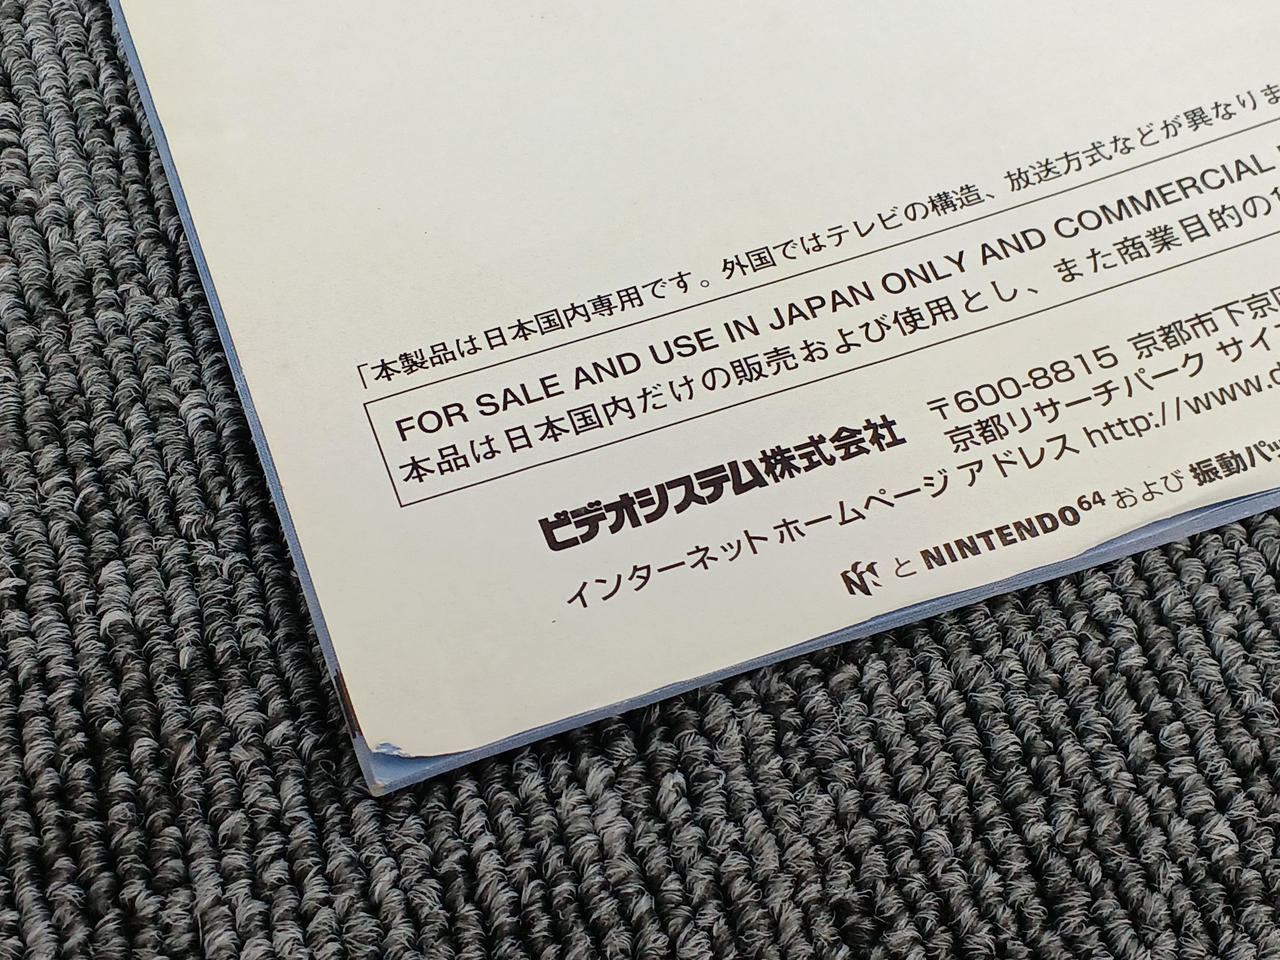 「本製品は日本国内専用です。外国ではテレビの構造、放送方式などが異なりま
FOR SALE AND USE IN JAPAN ONLY AND COMMERCIAL
本品は日本国内だけの販売および使用とし、また商業目的の
ビデオシステム株式会社
〒600-8815 京都市下京
京都リサーチパーク サイ
インターネット ホームページ アドレス http://www.d
と NINTENDO64 および 振動パッ